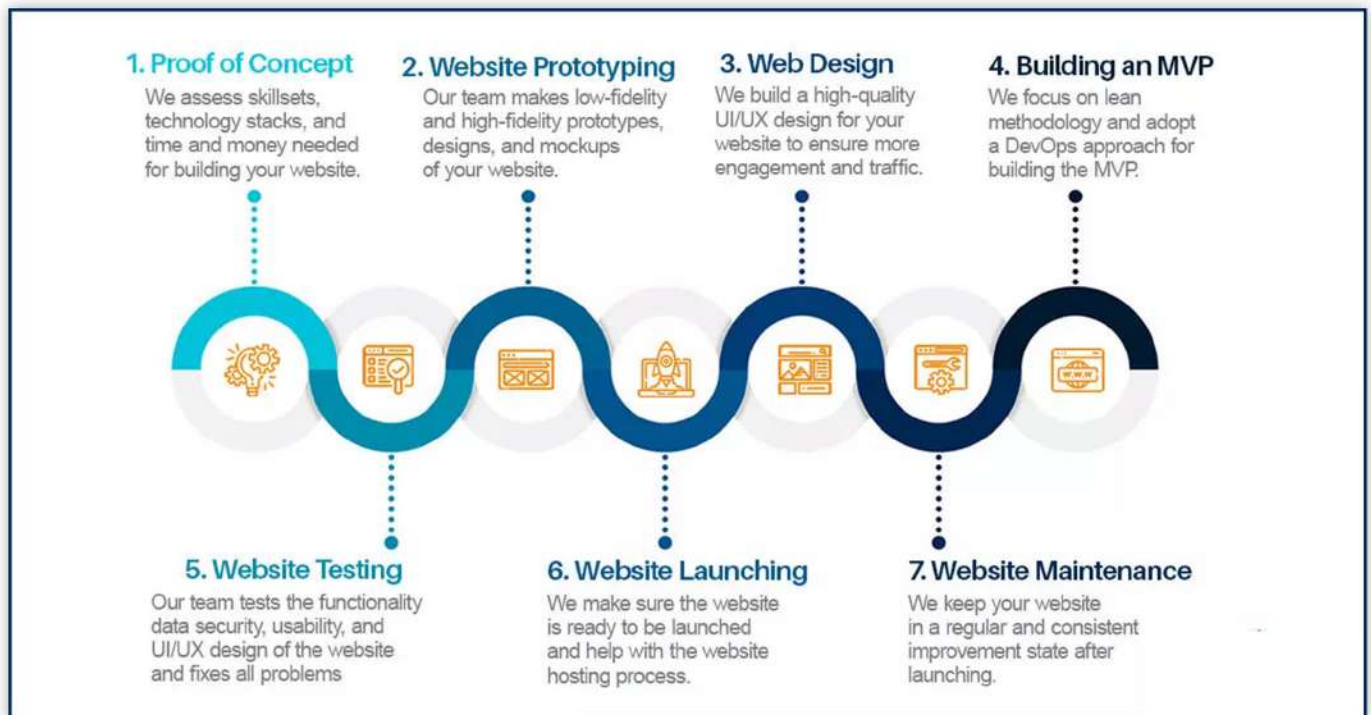 1. Proof of Concept
We assess skillsets,
technology stacks, and
time and money needed
for building your website.
2. Website Prototyping
Our team makes low-fidelity
and high-fidelity prototypes,
designs, and mockups
of your website.
3. Web Design
We build a high-quality
UI/UX design for your
website to ensure more
engagement and traffic.
4. Building an MVP
We focus on lean
methodology and adopt
a DevOps approach for
building the MVP.
WWW
5. Website Testing
Our team tests the functionality
data security, usability, and
UI/UX design of the website
and fixes all problems
6. Website Launching
We make sure the website
is ready to be launched
and help with the website
hosting process.
7. Website Maintenance
We keep your website
in a regular and consistent
improvement state after
launching.